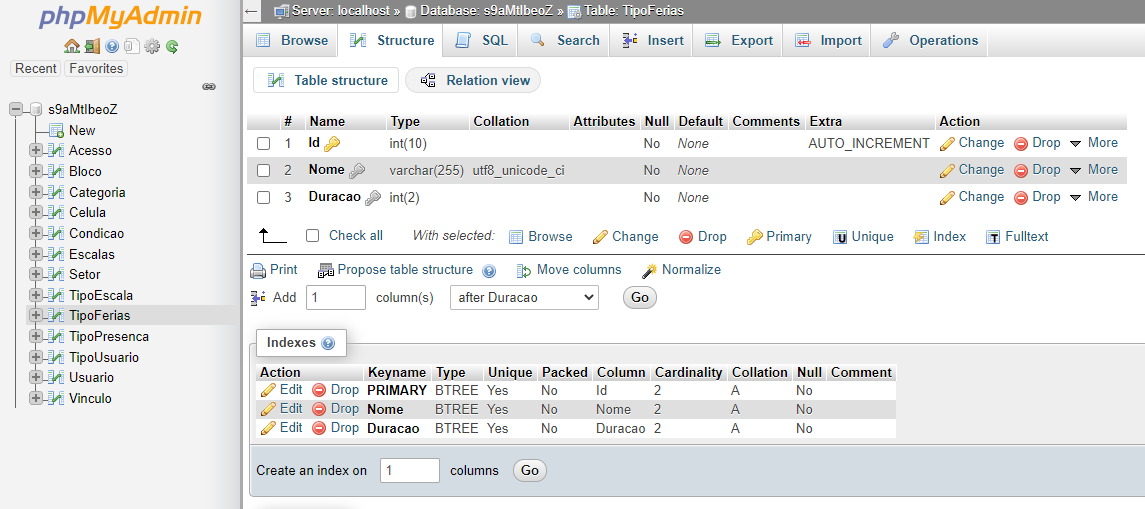 phpMyAdmin
Recent Favorites
s9aMtIbeoZ
New
Acesso
Bloco
Categoria
Celula
Condicao
Escalas
Setor
TipoEscala
TipoFerias
TipoPresenca
TipoUsuario
Usuario
Vinculo
Server: localhost » Database: s9aMtIbeoZ » Table: TipoFerias
Browse Structure SQL Search Insert Export Import Operations
Table structure Relation view
# Name Type Collation Attributes Null Default Comments Extra Action
1 Id int(10) No None AUTO_INCREMENT Change Drop More
2 Nome varchar(255) utf8_unicode_ci No None Change Drop More
3 Duracao int(2) No None Change Drop More
Check all With selected: Browse Change Drop Primary Unique Index Fulltext
Print Propose table structure Move columns Normalize
Add 1 column(s) after Duracao Go
Indexes
Action Keyname Type Unique Packed Column Cardinality Collation Null Comment
Edit Drop PRIMARY BTREE Yes No Id 2 A No
Edit Drop Nome BTREE Yes No Nome 2 A No
Edit Drop Duracao BTREE Yes No Duracao 2 A No
Create an index on 1 columns Go